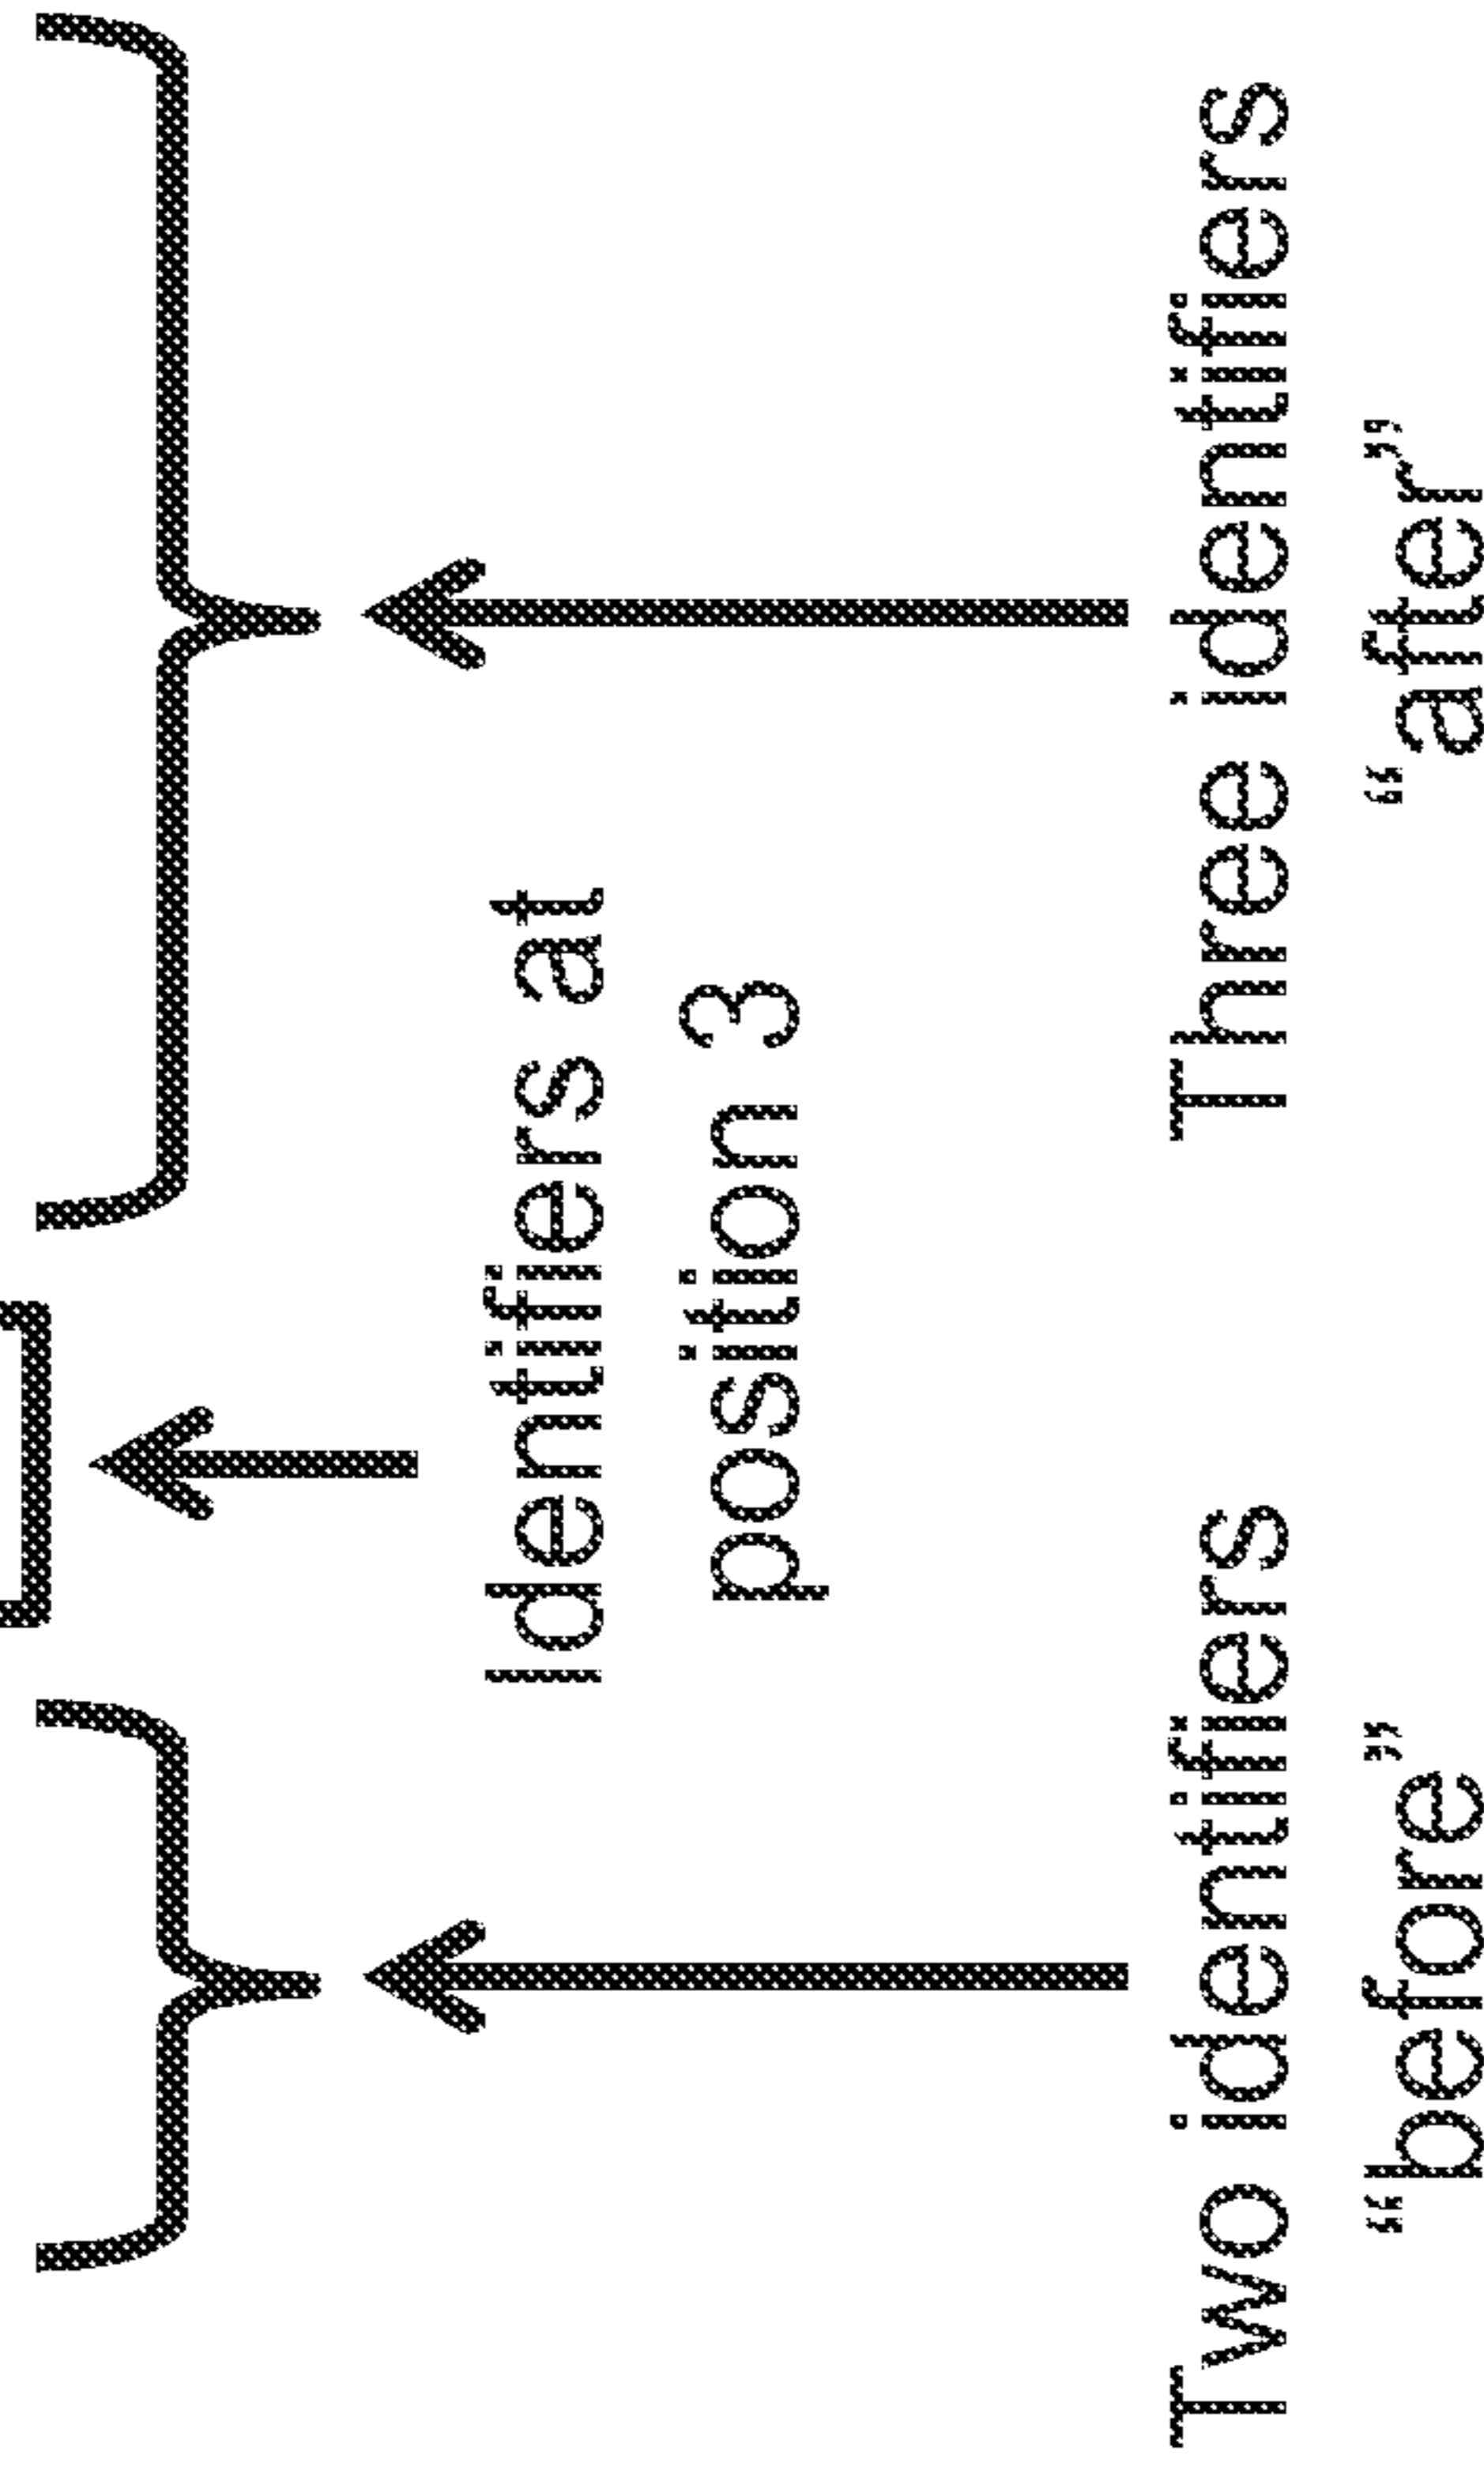 Identifiers at
position 3
Two identifiers
“before”
Three identifiers
“after”